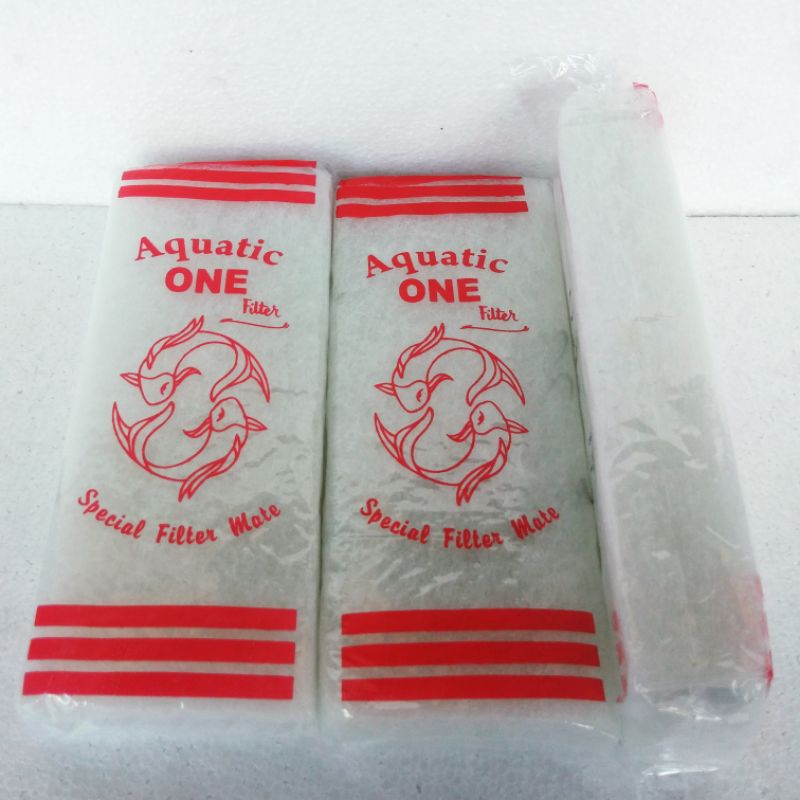 Aquatic
ONE
Filter
Special Filter Mate
Aquatic
ONE
Filter
Special Filter Mate